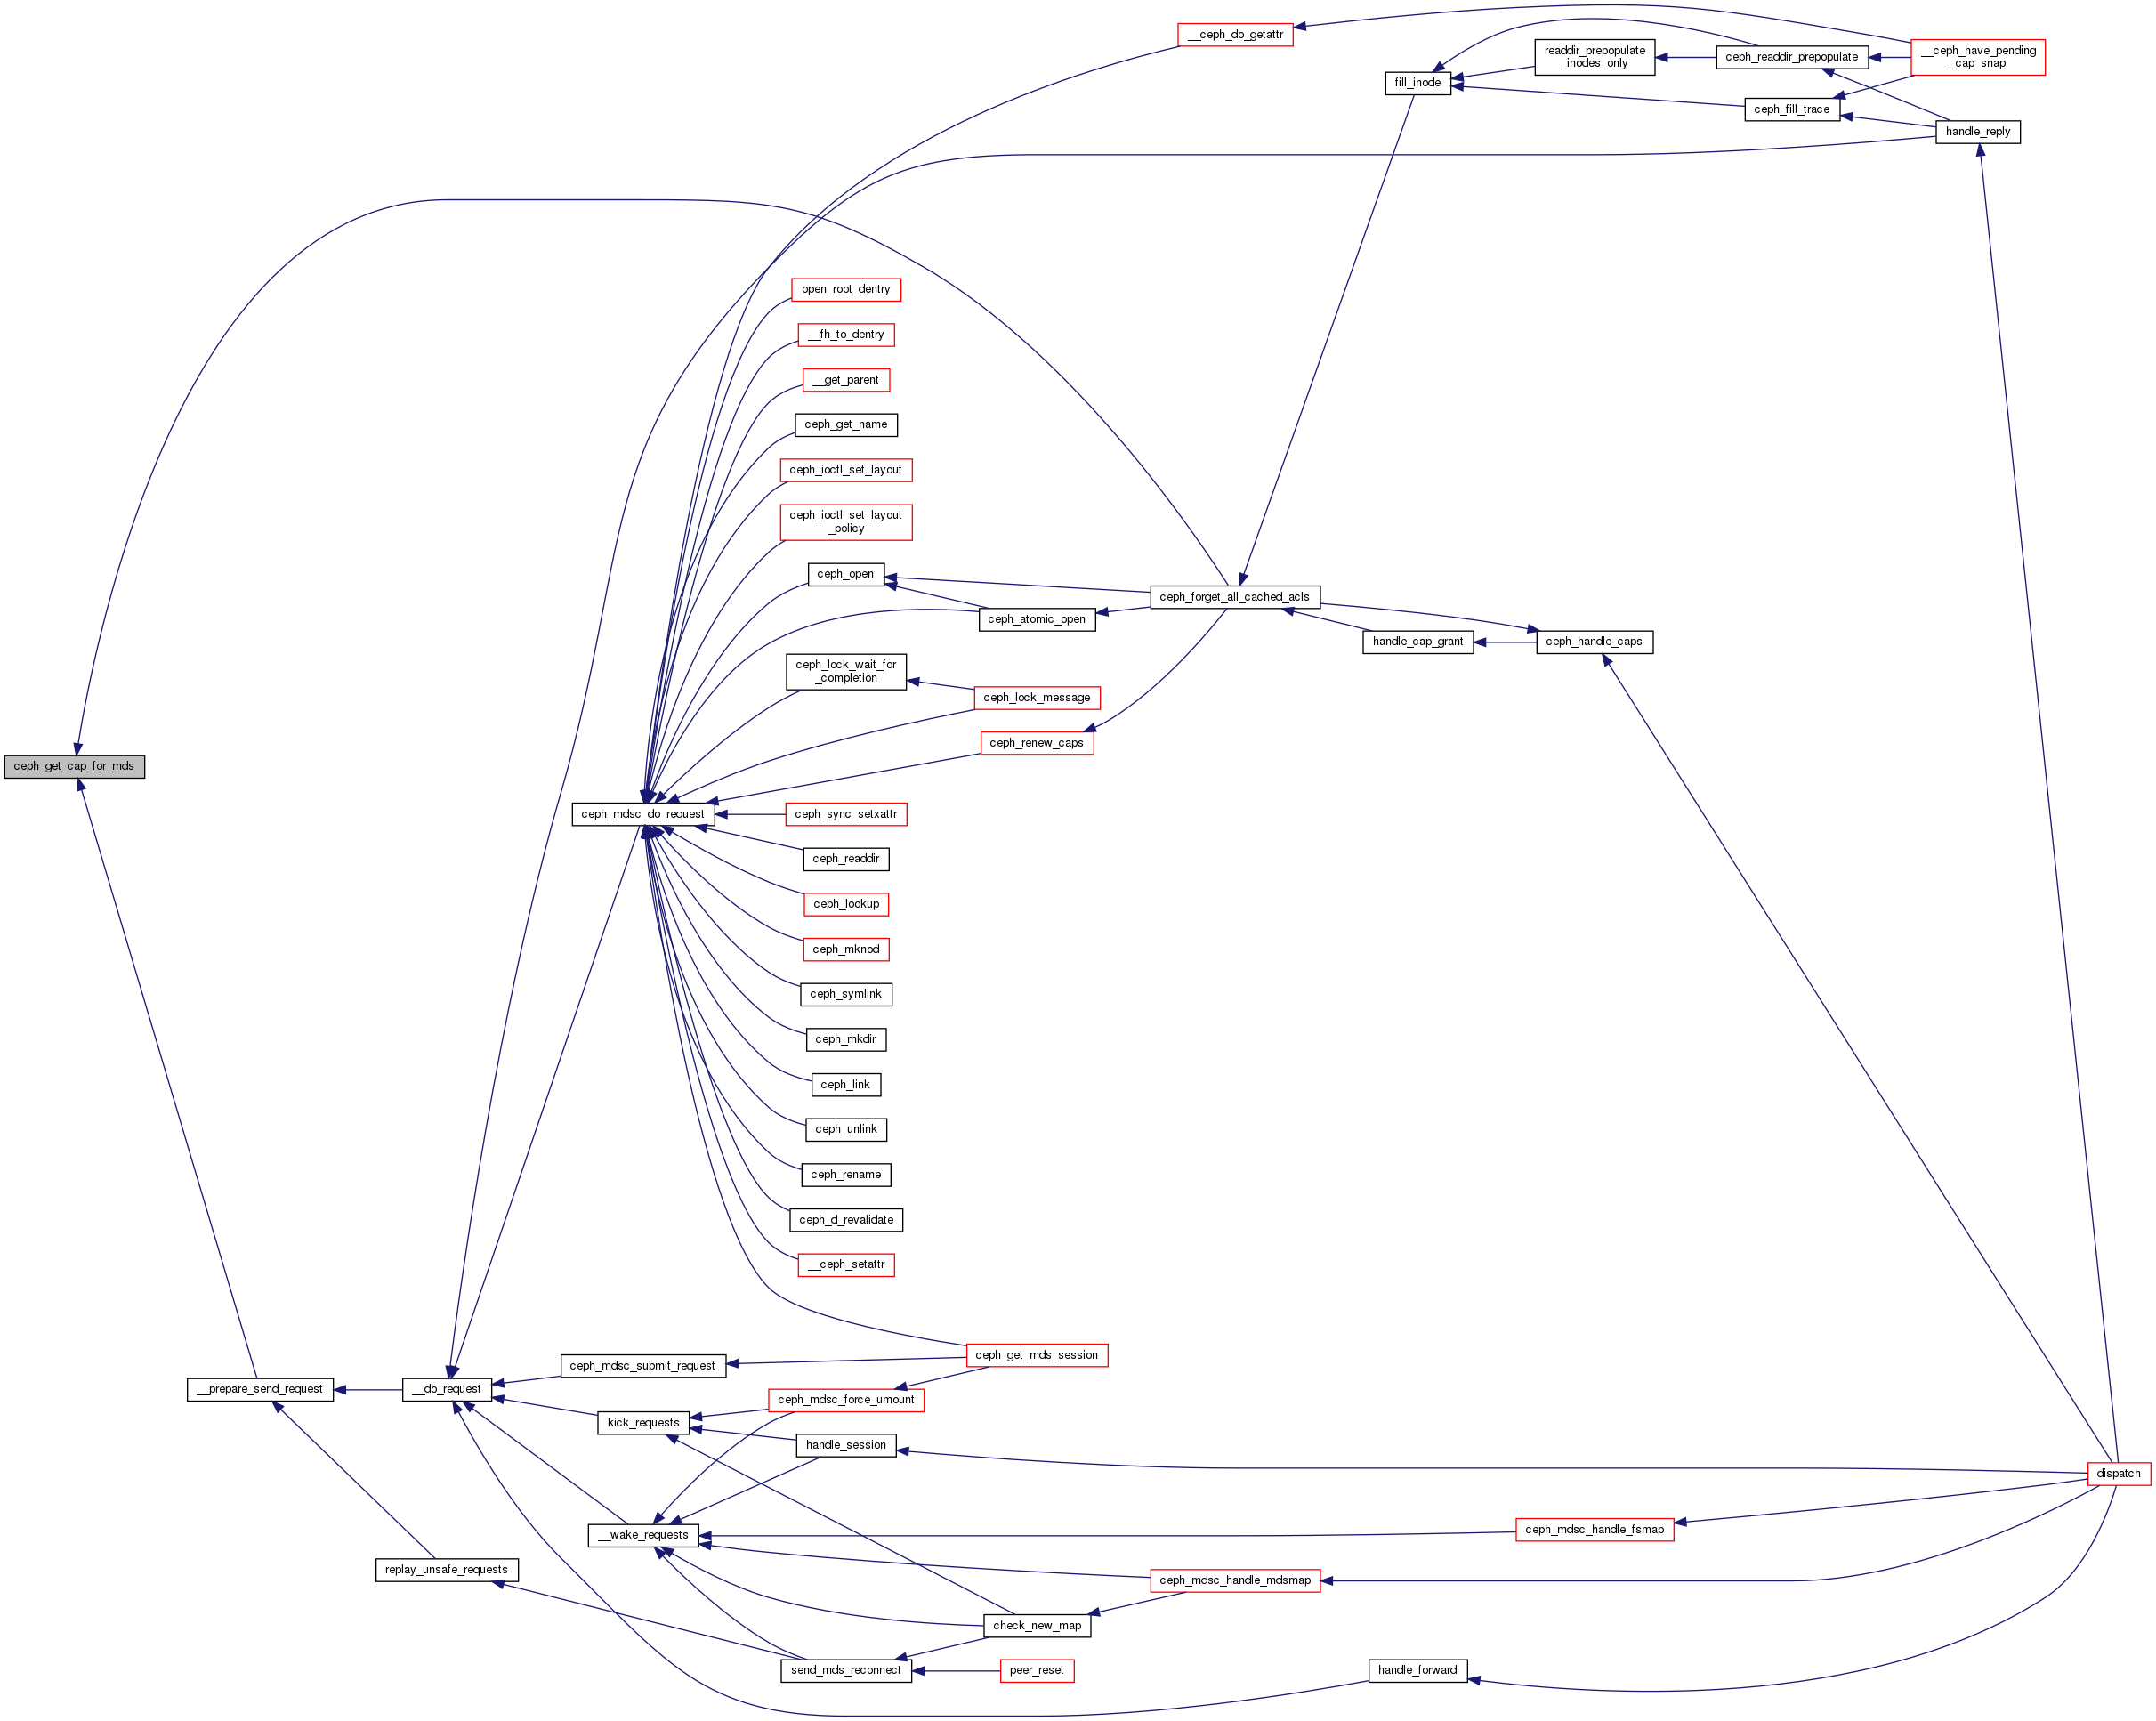 __ceph_do_getattr
readdir_prepopulate
_inodes_only
ceph_readdir_prepopulate
__ceph_have_pending
_cap_snap
fill_inode
ceph_fill_trace
handle_reply
open_root_dentry
__fh_to_dentry
__get_parent
ceph_get_name
ceph_ioctl_set_layout
ceph_ioctl_set_layout
_policy
ceph_open
ceph_forget_all_cached_acls
ceph_atomic_open
handle_cap_grant
ceph_handle_caps
ceph_lock_wait_for
_completion
ceph_lock_message
ceph_renew_caps
ceph_get_cap_for_mds
ceph_mdsc_do_request
ceph_sync_setxattr
ceph_readdir
ceph_lookup
ceph_mknod
ceph_symlink
ceph_mkdir
ceph_link
ceph_unlink
ceph_rename
ceph_d_revalidate
__ceph_setattr
ceph_get_mds_session
ceph_mdsc_submit_request
__prepare_send_request
__do_request
ceph_mdsc_force_umount
kick_requests
handle_session
dispatch
__wake_requests
ceph_mdsc_handle_fsmap
replay_unsafe_requests
ceph_mdsc_handle_mdsmap
check_new_map
send_mds_reconnect
peer_reset
handle_forward